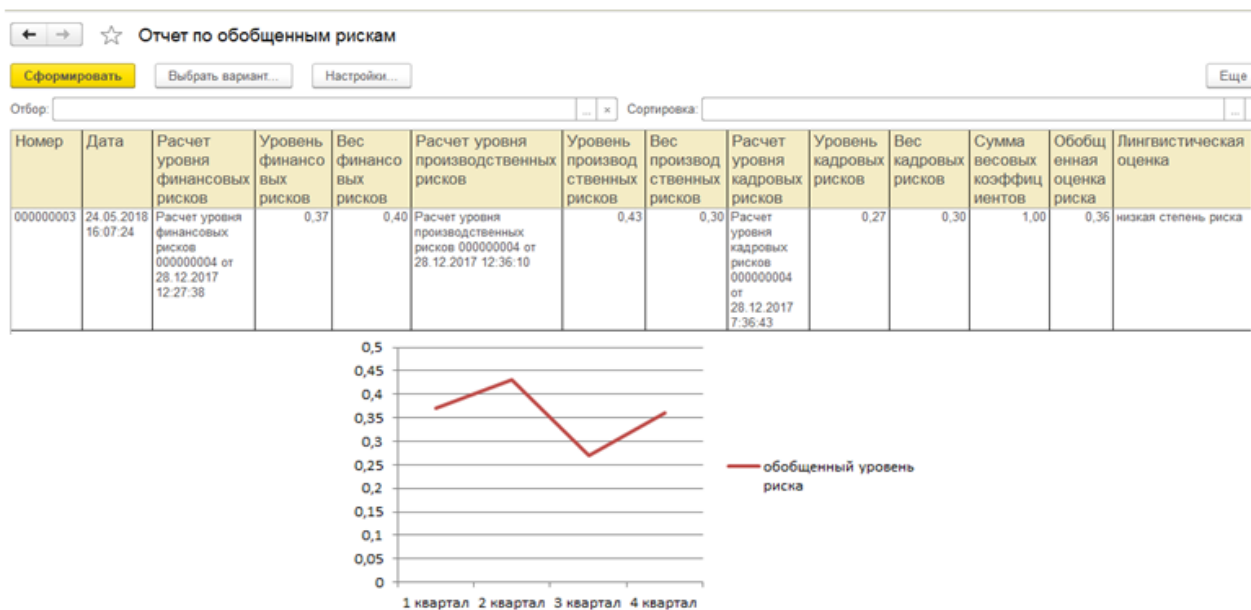 Отчет по обобщенным рискам
Сформировать Выбрать вариант... Настройки... Еще
Отбор: ... × Сортировка: ...
Номер
Дата
Расчет
уровня
финансовых
рисков
Уровень
финансо
вых
рисков
Вес
финансо
вых
рисков
Расчет уровня
производственных
рисков
Уровень
производ
ственных
рисков
Вес
производ
ственных
рисков
Расчет
уровня
кадровых
рисков
Уровень
кадровых
рисков
Вес
кадровых
рисков
Сумма
весовых
коэффиц
иентов
Обобщ
енная
оценка
риска
Лингвистическая
оценка
000000003
24.05.2018
16:07:24
Расчет уровня
финансовых
рисков
000000004 от
28.12.2017
12:27:38
0,37
0,40
Расчет уровня
производственных
рисков 000000004 от
28.12.2017 12:36:10
0,43
0,30
Расчет
уровня
кадровых
рисков
000000004
от
28.12.2017
7:36:43
0,27
0,30
1,00
0,36
низкая степень риска
0,5
0,45
0,4
0,35
0,3
0,25
0,2
0,15
0,1
0,05
0
1 квартал 2 квартал 3 квартал 4 квартал
обобщенный уровень
риска